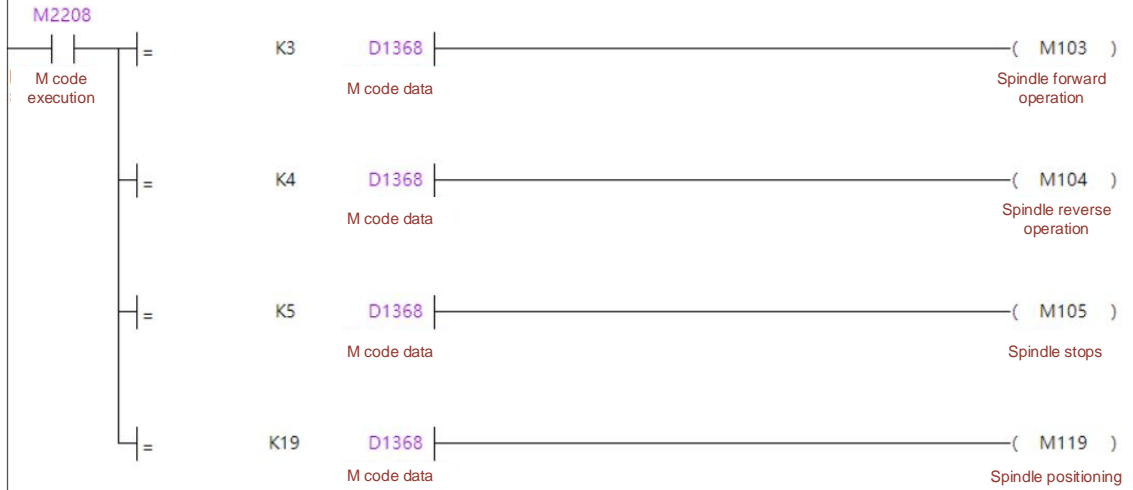 M2208
= K3 D1368 ( M103 )
M code
execution
M code data
Spindle forward
operation
= K4 D1368 ( M104 )
M code data
Spindle reverse
operation
= K5 D1368 ( M105 )
M code data
Spindle stops
= K19 D1368 ( M119 )
M code data
Spindle positioning